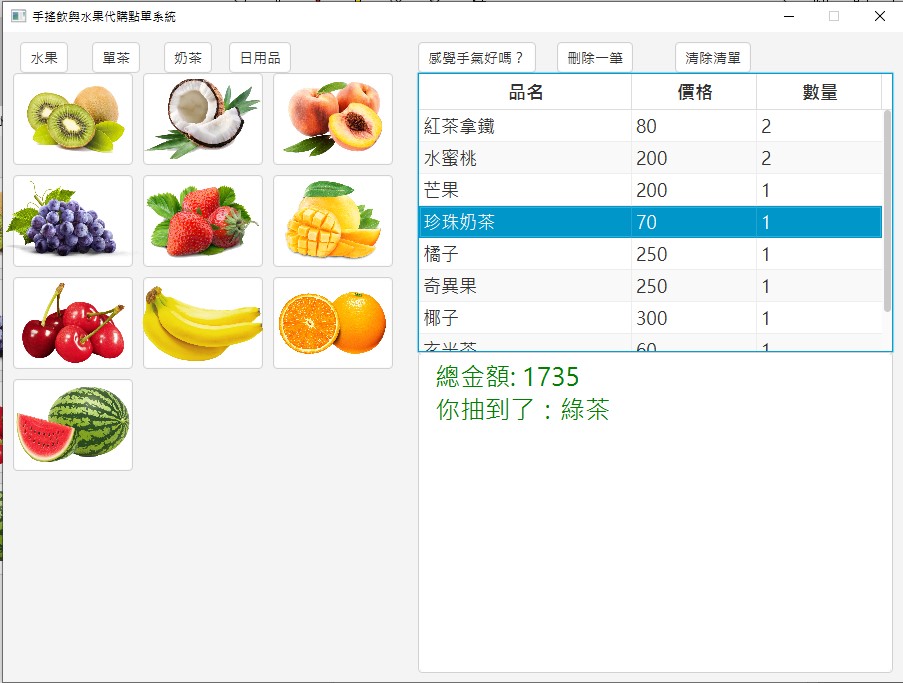 手搖飲與水果代購點單系統
水果 單茶 奶茶 日用品 感覺手氣好嗎？ 刪除一筆 清除清單
品名 價格 數量
紅茶拿鐵 80 2
水蜜桃 200 2
芒果 200 1
珍珠奶茶 70 1
橘子 250 1
奇異果 250 1
椰子 300 1
玄米茶 60 1
總金額: 1735
你抽到了：綠茶